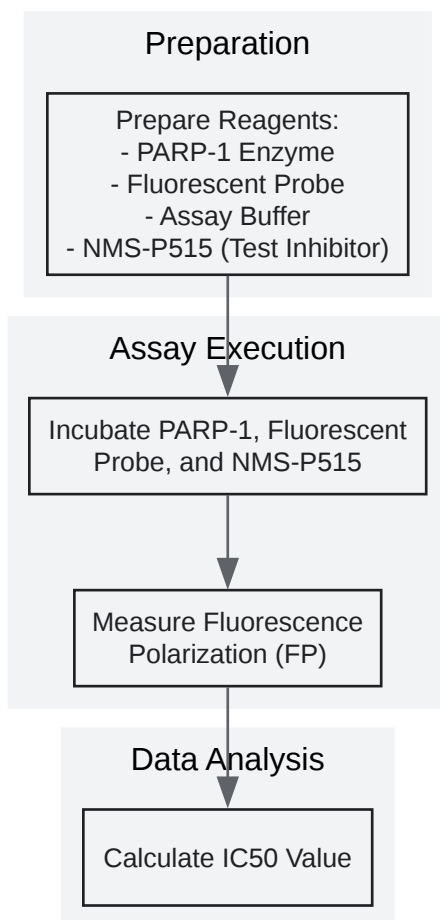 Preparation
Prepare Reagents:
- PARP-1 Enzyme
- Fluorescent Probe
- Assay Buffer
- NMS-P515 (Test Inhibitor)
Assay Execution
Incubate PARP-1, Fluorescent
Probe, and NMS-P515
Measure Fluorescence
Polarization (FP)
Data Analysis
Calculate IC50 Value